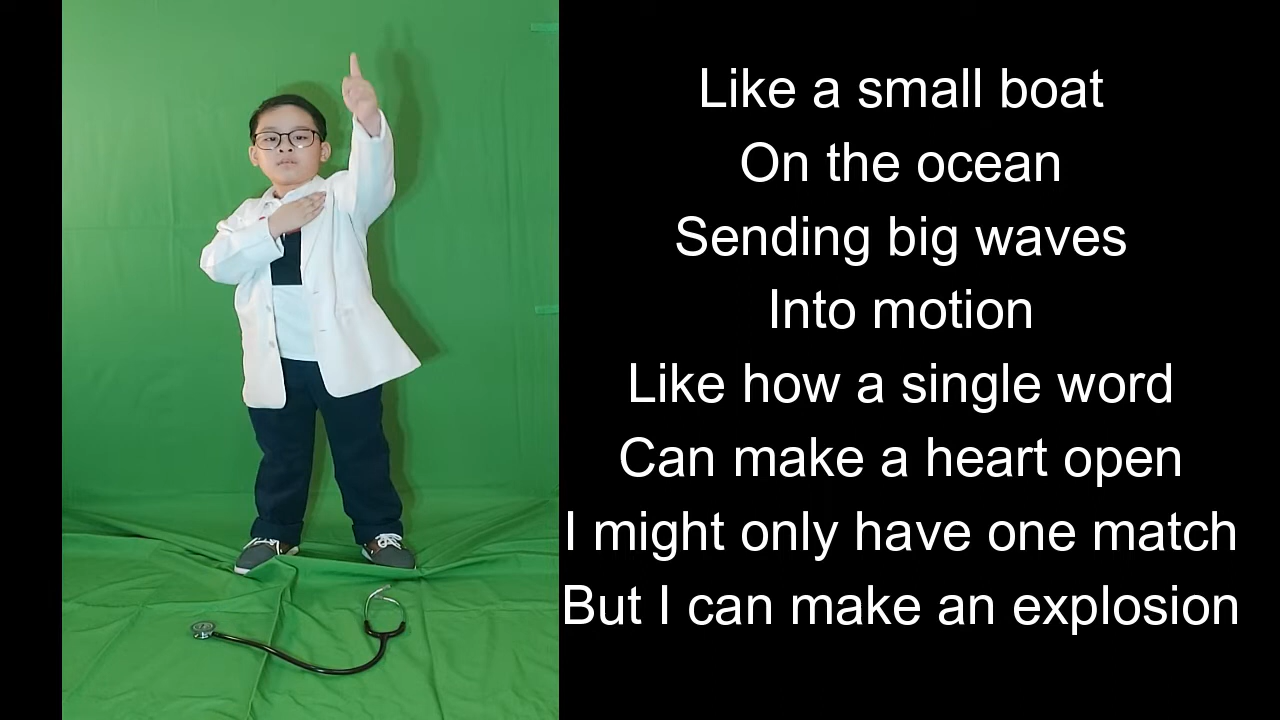 Like a small boat
On the ocean
Sending big waves
Into motion
Like how a single word
Can make a heart open
I might only have one match
But I can make an explosion